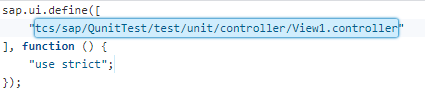 sap.ui.define([
"tcs/sap/QunitTest/test/unit/controller/View1.controller"
], function () {
"use strict";
});